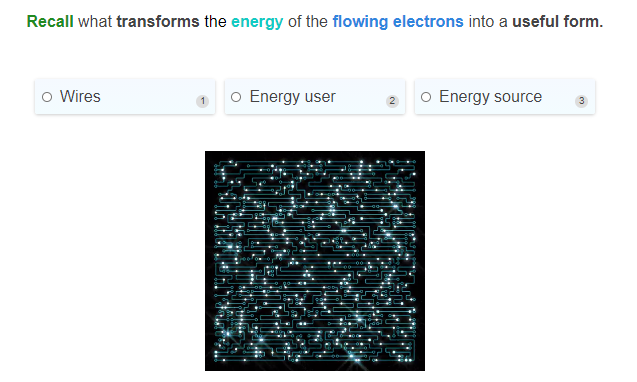 Recall what transforms the energy of the flowing electrons into a useful form.
Wires 1 Energy user 2 Energy source 3